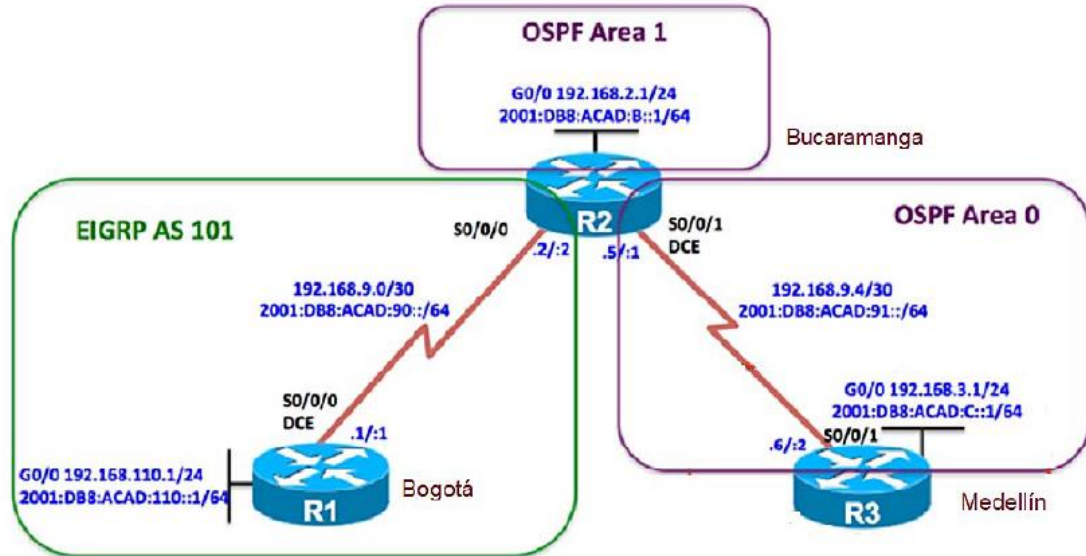 OSPF Area 1
G0/0 192.168.2.1/24
2001:DB8:ACAD:B::1/64
Bucaramanga
R2
EIGRP AS 101
S0/0/0
.2/:2
.5/:1
S0/0/1
DCE
OSPF Area 0
192.168.9.0/30
2001:DB8:ACAD:90::/64
192.168.9.4/30
2001:DB8:ACAD:91::/64
S0/0/0
DCE
.1/:1
G0/0 192.168.3.1/24
2001:DB8:ACAD:C::1/64
.6/:2
S0/0/1
G0/0 192.168.110.1/24
2001:DB8:ACAD:110::1/64
R1
Bogotá
R3
Medellín